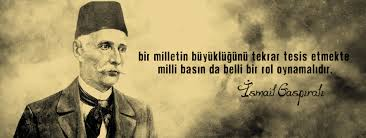 bir milletin büyüklüğünü tekrar tesis etmekte
milli basın da belli bir rol oynamalıdır.
İsmail Gaspıralı